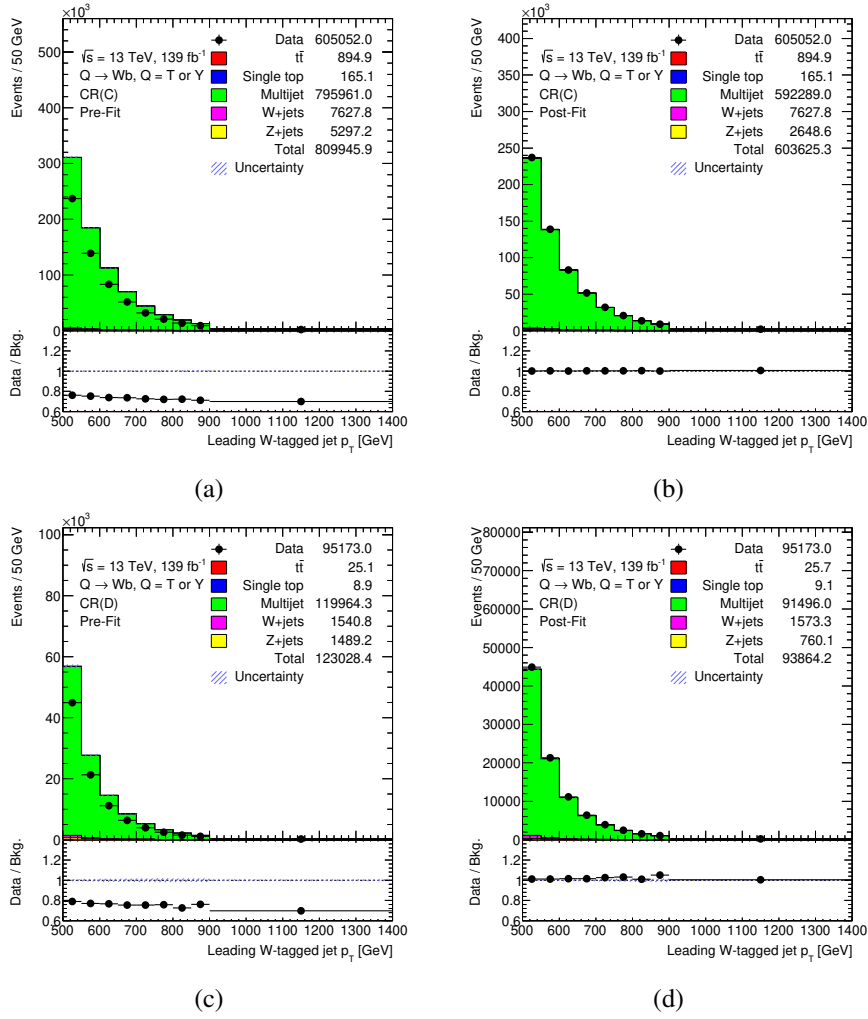 ×10³
Events / 50 GeV
500
400
300
200
100
0
√s = 13 TeV, 139 fb⁻¹
Q → Wb, Q = T or Y
CR(C)
Pre-Fit
Data 605052.0
tt̄ 894.9
Single top 165.1
Multijet 795961.0
W+jets 7627.8
Z+jets 5297.2
Total 809945.9
Uncertainty
Data / Bkg.
1.2
1
0.8
0.6
500 600 700 800 900 1000 1100 1200 1300 1400
Leading W-tagged jet p_T [GeV]
(a)
×10³
Events / 50 GeV
400
350
300
250
200
150
100
50
0
√s = 13 TeV, 139 fb⁻¹
Q → Wb, Q = T or Y
CR(C)
Post-Fit
Data 605052.0
tt̄ 894.9
Single top 165.1
Multijet 592289.0
W+jets 7627.8
Z+jets 2648.6
Total 603625.3
Uncertainty
Data / Bkg.
1.2
1
0.8
0.6
500 600 700 800 900 1000 1100 1200 1300 1400
Leading W-tagged jet p_T [GeV]
(b)
×10³
Events / 50 GeV
100
80
60
40
20
0
√s = 13 TeV, 139 fb⁻¹
Q → Wb, Q = T or Y
CR(D)
Pre-Fit
Data 95173.0
tt̄ 25.1
Single top 8.9
Multijet 119964.3
W+jets 1540.8
Z+jets 1489.2
Total 123028.4
Uncertainty
Data / Bkg.
1.2
1
0.8
0.6
500 600 700 800 900 1000 1100 1200 1300 1400
Leading W-tagged jet p_T [GeV]
(c)
Events / 50 GeV
80000
70000
60000
50000
40000
30000
20000
10000
0
√s = 13 TeV, 139 fb⁻¹
Q → Wb, Q = T or Y
CR(D)
Post-Fit
Data 95173.0
tt̄ 25.7
Single top 9.1
Multijet 91496.0
W+jets 1573.3
Z+jets 760.1
Total 93864.2
Uncertainty
Data / Bkg.
1.2
1
0.8
0.6
500 600 700 800 900 1000 1100 1200 1300 1400
Leading W-tagged jet p_T [GeV]
(d)